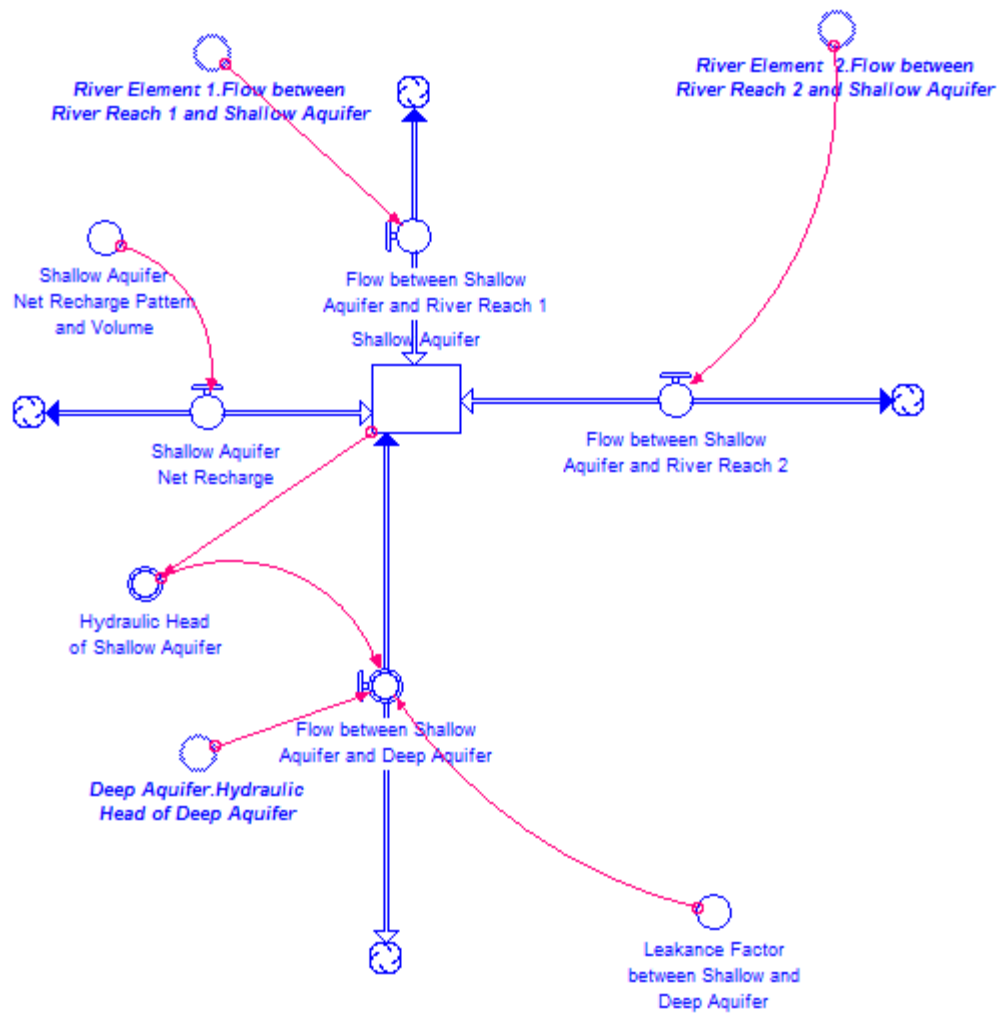 River Element 1.Flow between
River Reach 1 and Shallow Aquifer
River Element 2.Flow between
River Reach 2 and Shallow Aquifer
Shallow Aquifer
Net Recharge Pattern
and Volume
Flow between Shallow
Aquifer and River Reach 1
Shallow Aquifer
Shallow Aquifer
Net Recharge
Flow between Shallow
Aquifer and River Reach 2
Hydraulic Head
of Shallow Aquifer
Flow between Shallow
Aquifer and Deep Aquifer
Deep Aquifer.Hydraulic
Head of Deep Aquifer
Leakance Factor
between Shallow and
Deep Aquifer